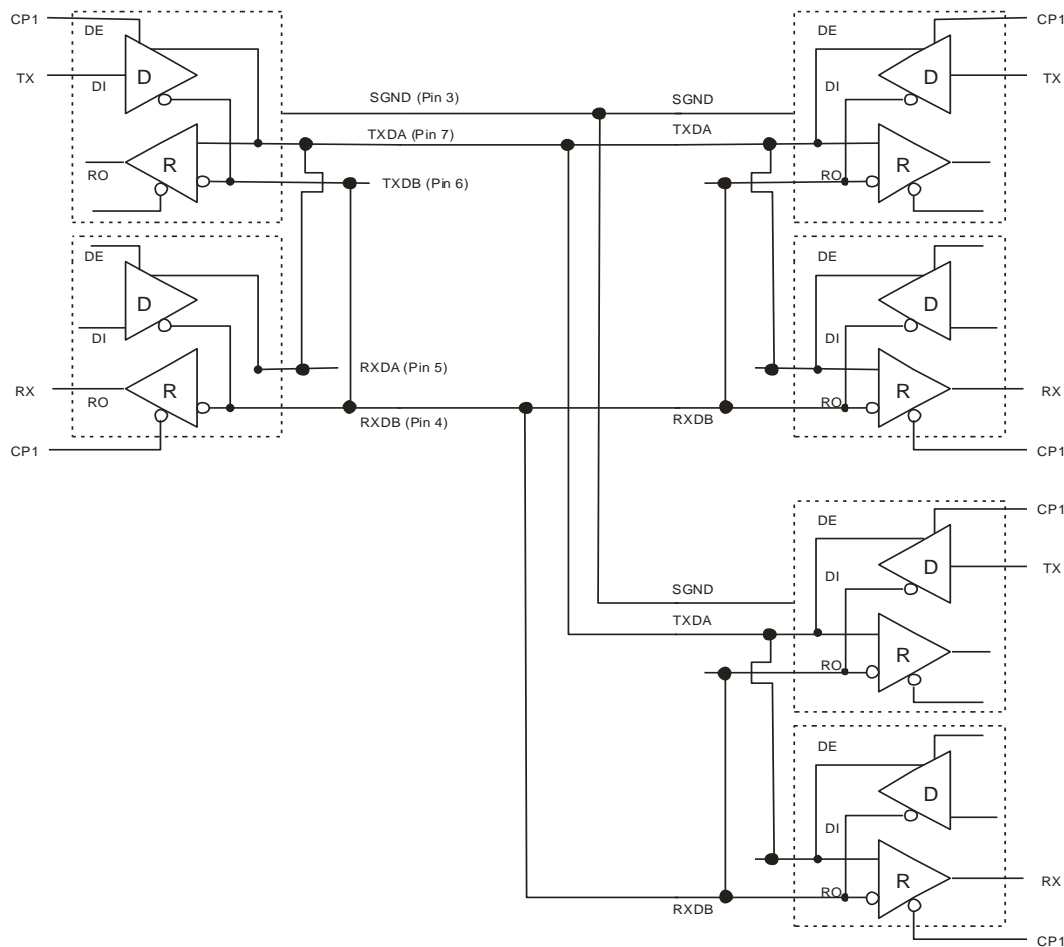 CP1
DE
D
TX
DI
R
RO
DE
D
DI
RX
R
RO
CP1
SGND (Pin 3)
TXDA (Pin 7)
TXDB (Pin 6)
RXDA (Pin 5)
RXDB (Pin 4)
SGND
TXDA
RXDB
CP1
DE
D
TX
DI
R
RO
DE
D
DI
R
RX
RO
CP1
SGND
TXDA
RXDB
CP1
DE
D
TX
DI
R
RO
DE
D
DI
R
RX
RO
CP1